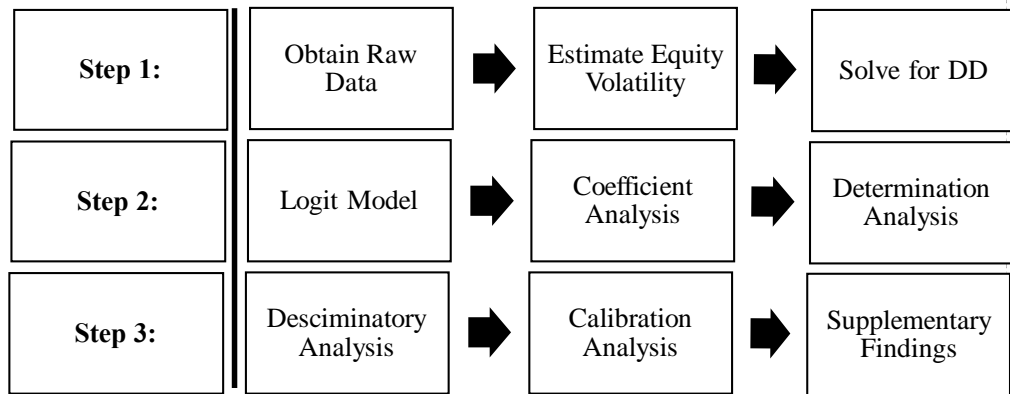 Step 1:
Obtain Raw
Data
Estimate Equity
Volatility
Solve for DD
Step 2:
Logit Model
Coefficient
Analysis
Determination
Analysis
Step 3:
Desciminatory
Analysis
Calibration
Analysis
Supplementary
Findings